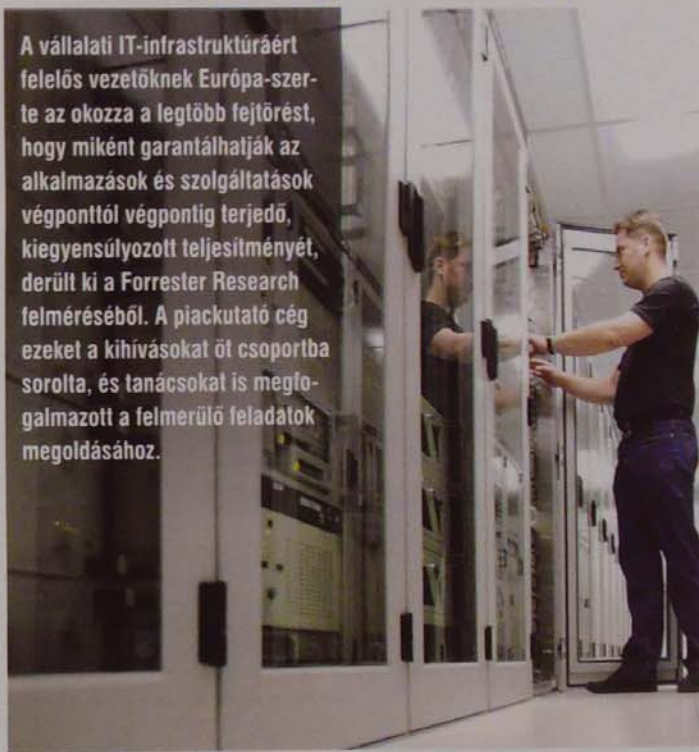 A vállalati IT-infrastruktúráért
felelős vezetőknek Európa-szer-
te az okozza a legtöbb fejtörést,
hogy miként garantálhatják az
alkalmazások és szolgáltatások
végponttól végpontig terjedő,
kiegyensúlyozott teljesítményét,
derült ki a Forrester Research
felméréséből. A piackutató cég
ezeket a kihívásokat öt csoportba
sorolta, és tanácsokat is megfo-
galmazott a felmerülő feladatok
megoldásához.